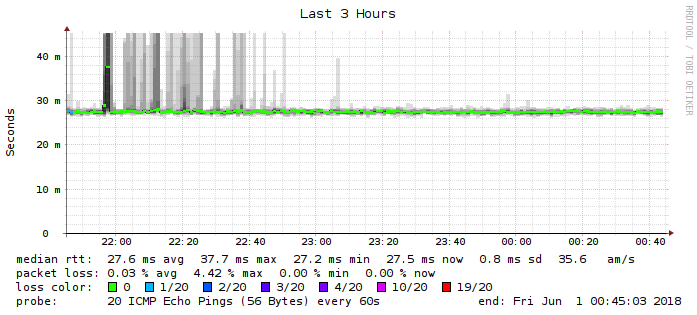 Last 3 Hours
RRDTOOL / TOBI OETIKER
Seconds
40 m
30 m
20 m
10 m
0
22:00 22:20 22:40 23:00 23:20 23:40 00:00 00:20 00:40
median rtt: 27.6 ms avg 37.7 ms max 27.2 ms min 27.5 ms now 0.8 ms sd 35.6 am/s
packet loss: 0.03 % avg 4.42 % max 0.00 % min 0.00 % now
loss color: 0 1/20 2/20 3/20 4/20 10/20 19/20
probe: 20 ICMP Echo Pings (56 Bytes) every 60s end: Fri Jun 1 00:45:03 2018